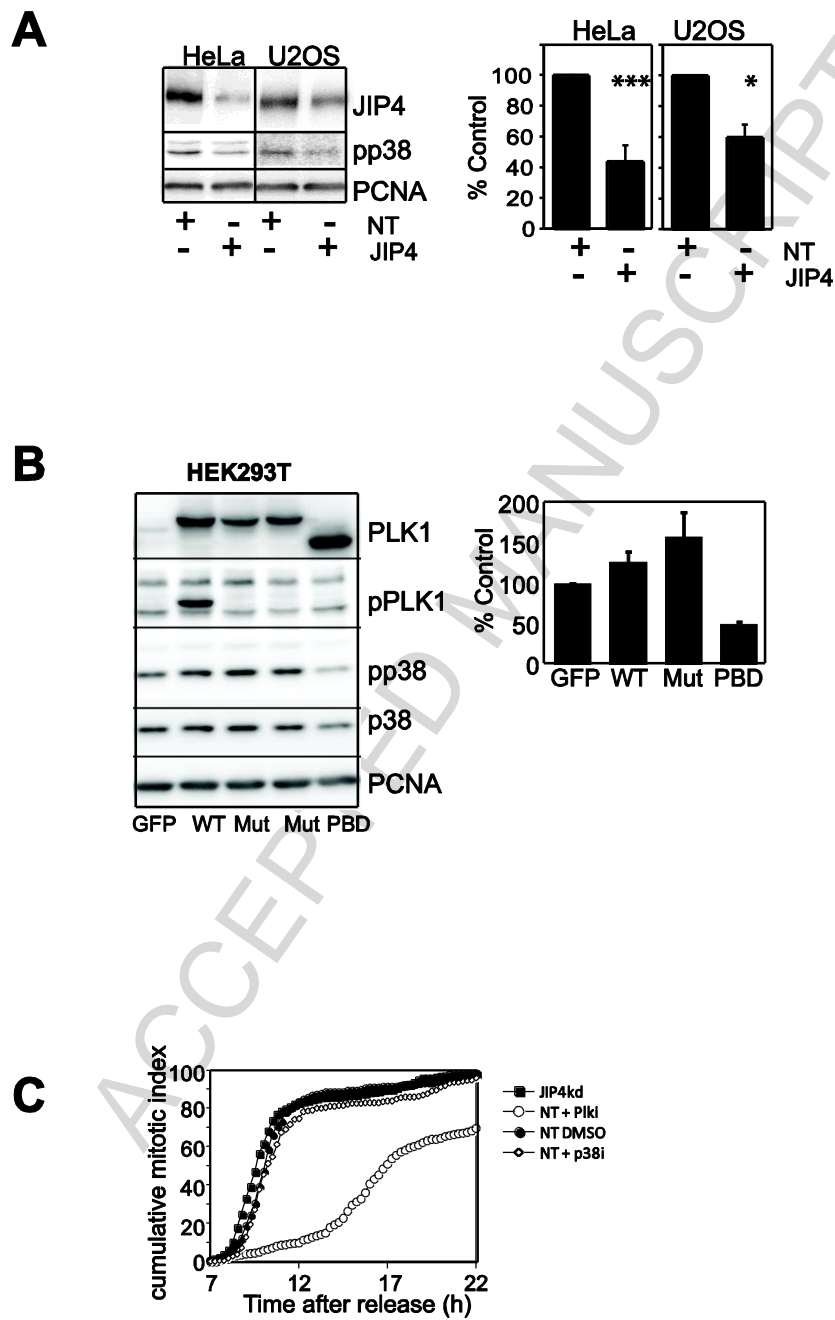 A
HeLa U2OS
JIP4
pp38
PCNA
+ - + - NT
- + - + JIP4
HeLa U2OS
% Control
100
80
60
40
20
0
*** *
+ - + - NT
- + - + JIP4
B
HEK293T
PLK1
pPLK1
pp38
p38
PCNA
GFP WT Mut Mut PBD
% Control
200
150
100
50
0
GFP WT Mut PBD
C
cumulative mitotic index
100
80
60
40
20
0
7 12 17 22
Time after release (h)
JIP4kd
NT + Plki
NT DMSO
NT + p38i
ACCEPTED MANUSCRIPT